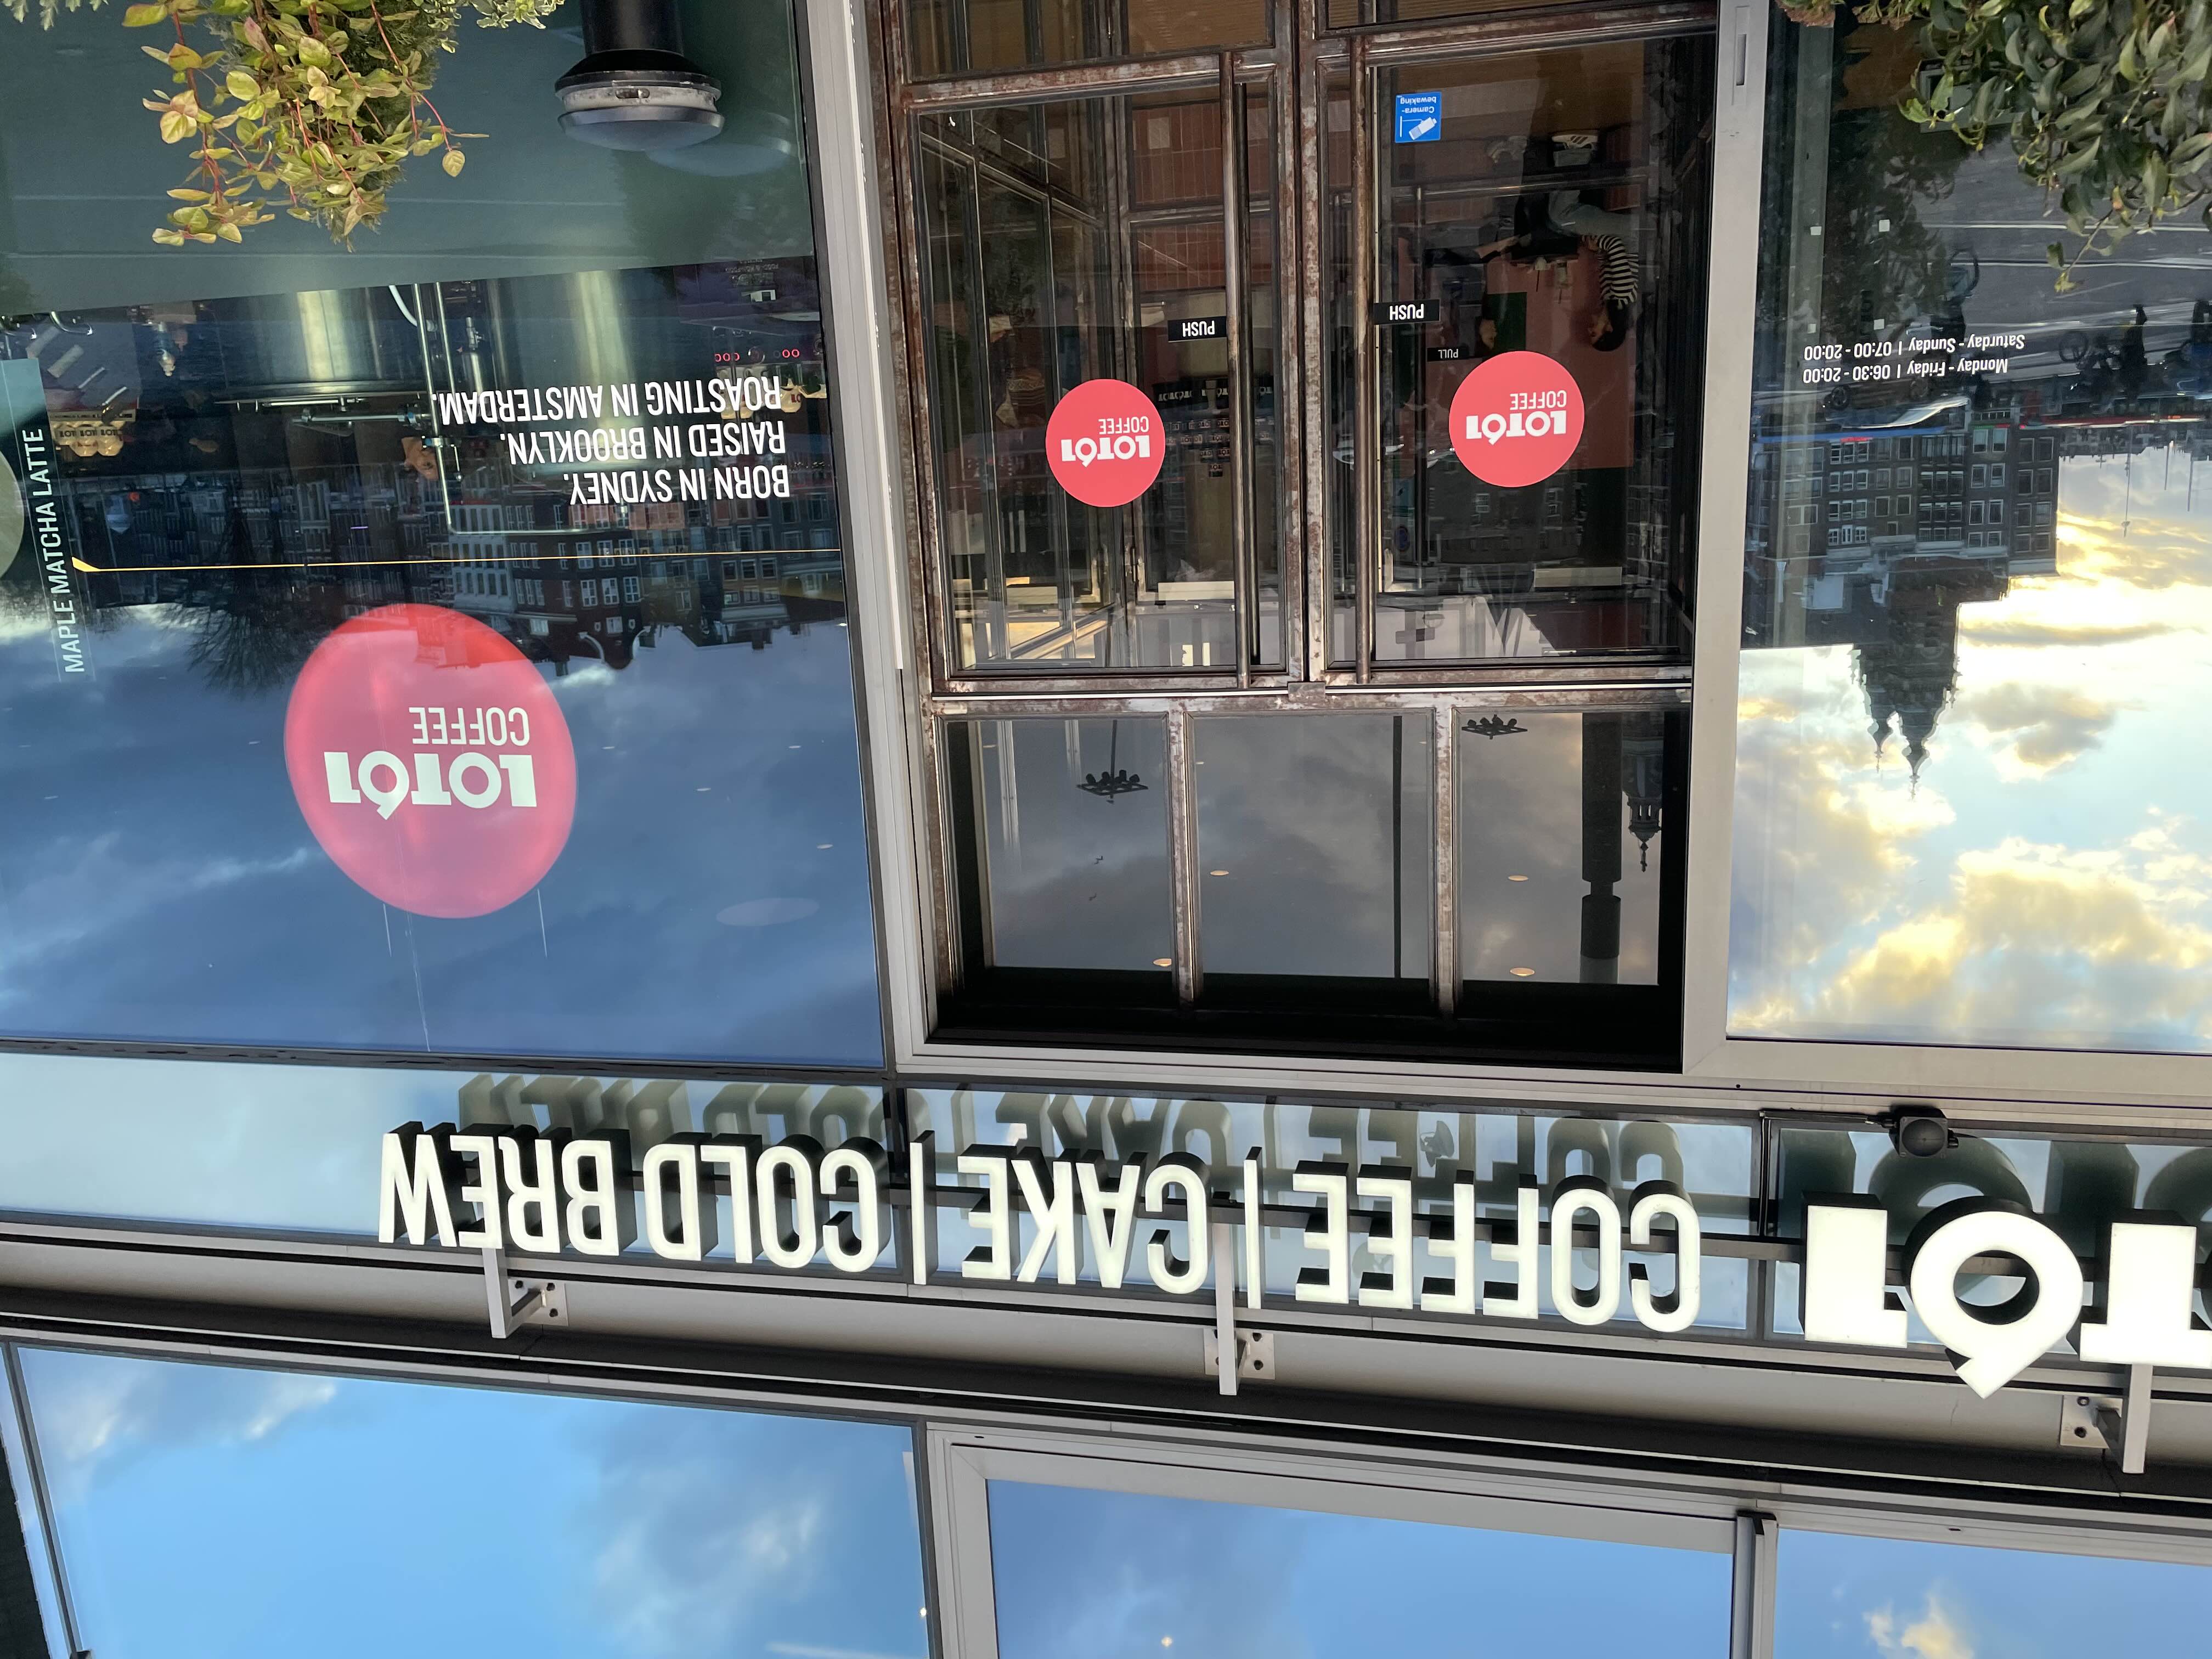 LOT61
COFFEE | CAKE | COLD BREW
Monday - Friday | 06:30 - 20:00
Saturday - Sunday | 07:00 - 20:00
LOT61
COFFEE
PULL
PUSH
Camera-
bewaking
LOT61
COFFEE
PUSH
LOT61
COFFEE
BORN IN SYDNEY.
RAISED IN BROOKLYN.
ROASTING IN AMSTERDAM.
MAPLE MATCHA LATTE